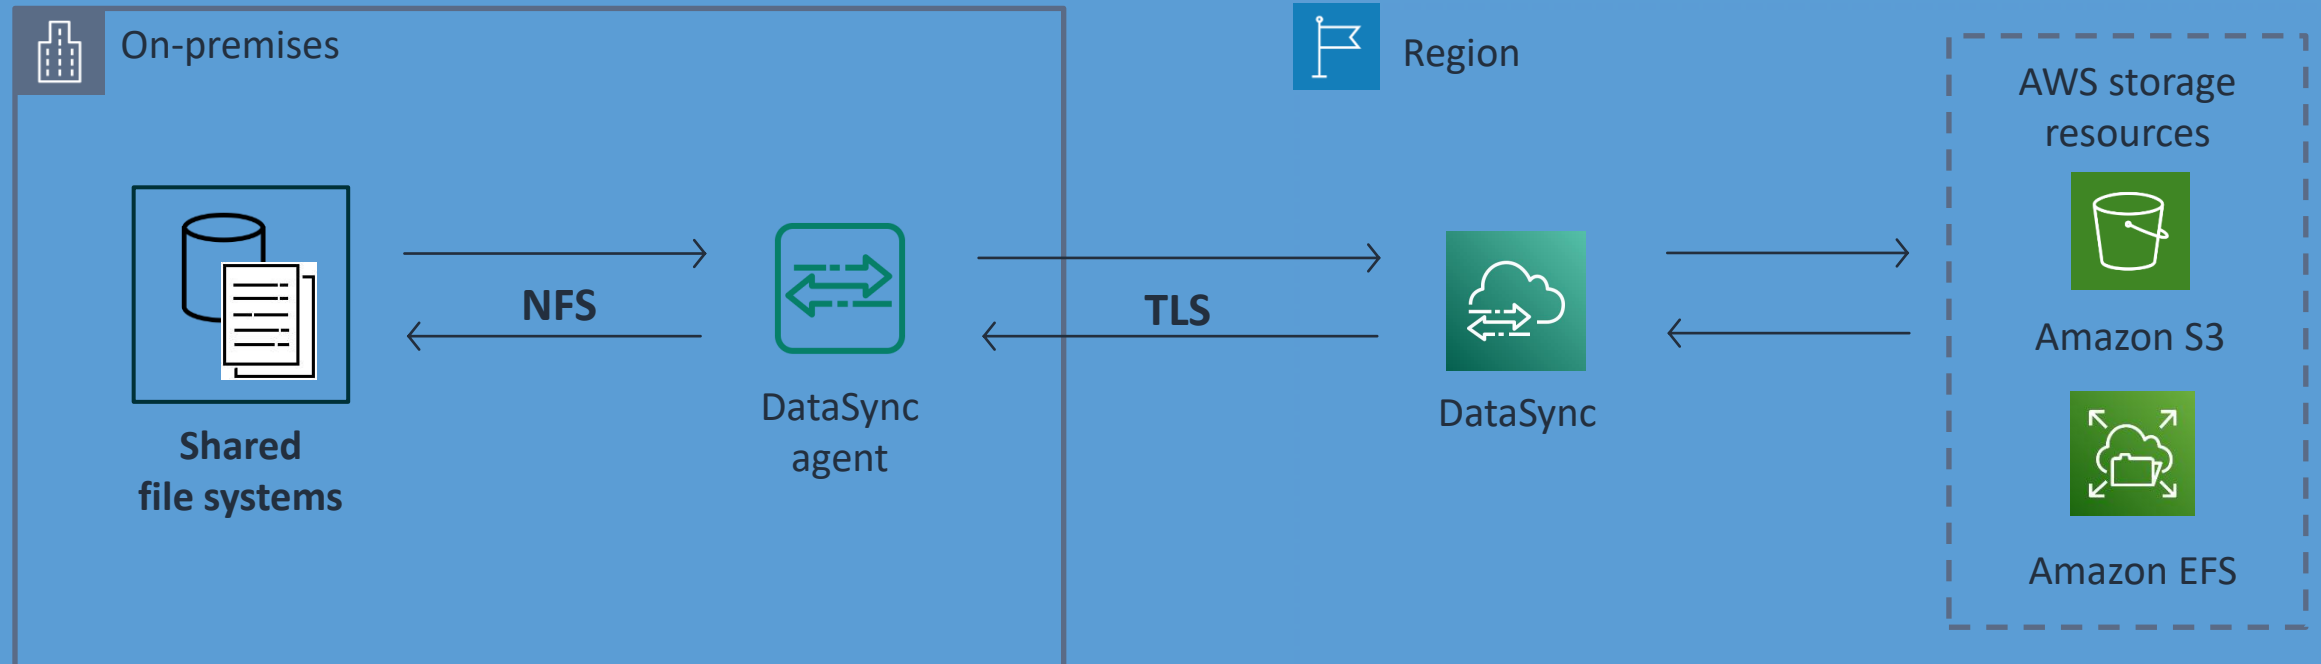 On-premises
Region
AWS storage
resources
NFS
TLS
Shared
file systems
DataSync
agent
DataSync
Amazon S3
Amazon EFS